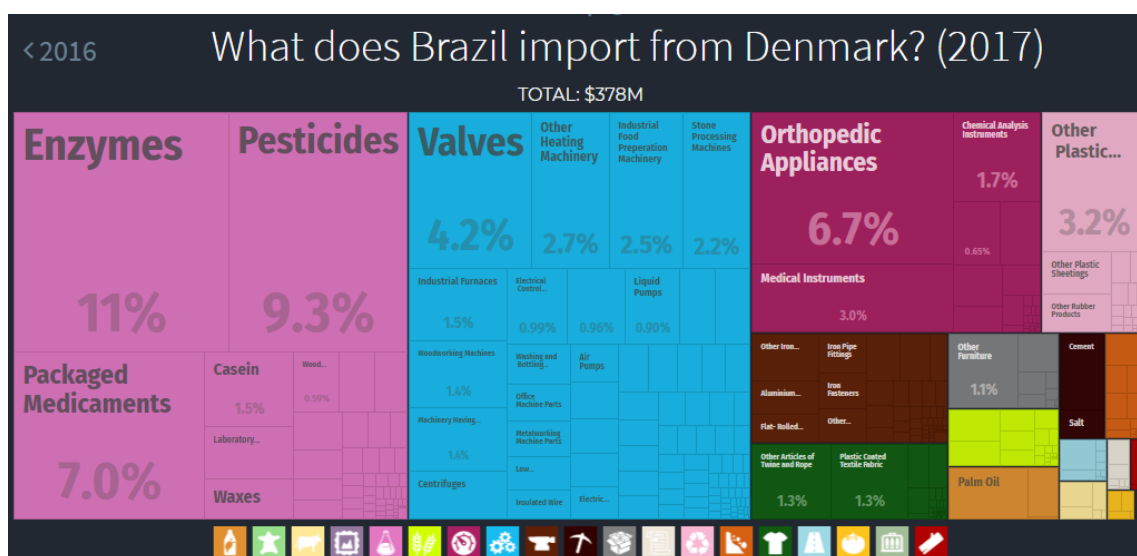 < 2016
What does Brazil import from Denmark? (2017)
TOTAL: $378M
Enzymes
11%
Pesticides
9.3%
Packaged
Medicaments
7.0%
Casein
1.5%
Wood...
0.59%
Laboratory...
Waxes
Valves
4.2%
Other
Heating
Machinery
2.7%
Industrial
Food
Preperation
Machinery
2.5%
Stone
Processing
Machines
2.2%
Industrial Furnaces
1.5%
Electrical
Control...
0.99%
0.96%
Liquid
Pumps
0.90%
Woodworking Machines
1.4%
Washing and
Bottling...
Air
Pumps
Office
Machine Parts
Machinery Having...
1.4%
Metalworking
Machine Parts
Low...
Centrifuges
Insulated Wire
Electric...
Orthopedic
Appliances
6.7%
Chemical Analysis
Instruments
1.7%
0.65%
Medical Instruments
3.0%
Other
Plastic...
3.2%
Other Plastic
Sheetings
Other Rubber
Products
Other Iron...
Iron Pipe
Fittings
Aluminium...
Iron
Fasteners
Flat- Rolled...
Other...
Other
Furniture
1.1%
Cement
Salt
Other Articles of
Twine and Rope
1.3%
Plastic Coated
Textile Fabric
1.3%
Palm Oil